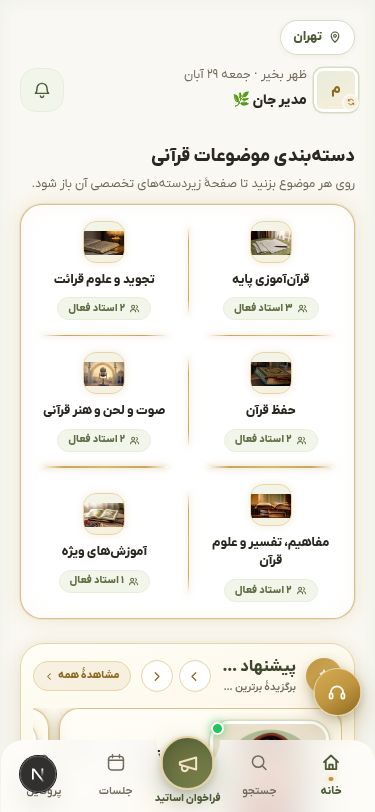 تهران
ظهر بخیر · جمعه ۲۹ آبان
م
مدیر جان 🌿
دسته‌بندی موضوعات قرآنی
روی هر موضوع بزنید تا صفحهٔ زیردسته‌های تخصصی آن باز شود.
قرآن‌آموزی پایه
۳ استاد فعال
تجوید و علوم قرائت
۲ استاد فعال
حفظ قرآن
۲ استاد فعال
صوت و لحن و هنر قرآنی
۲ استاد فعال
مفاهیم، تفسیر و علوم
قرآن
۲ استاد فعال
آموزش‌های ویژه
۱ استاد فعال
پیشنهاد ...
برگزیدهٔ برترین ...
مشاهدهٔ همه
خانه
جستجو
فراخوان اساتید
جلسات
N